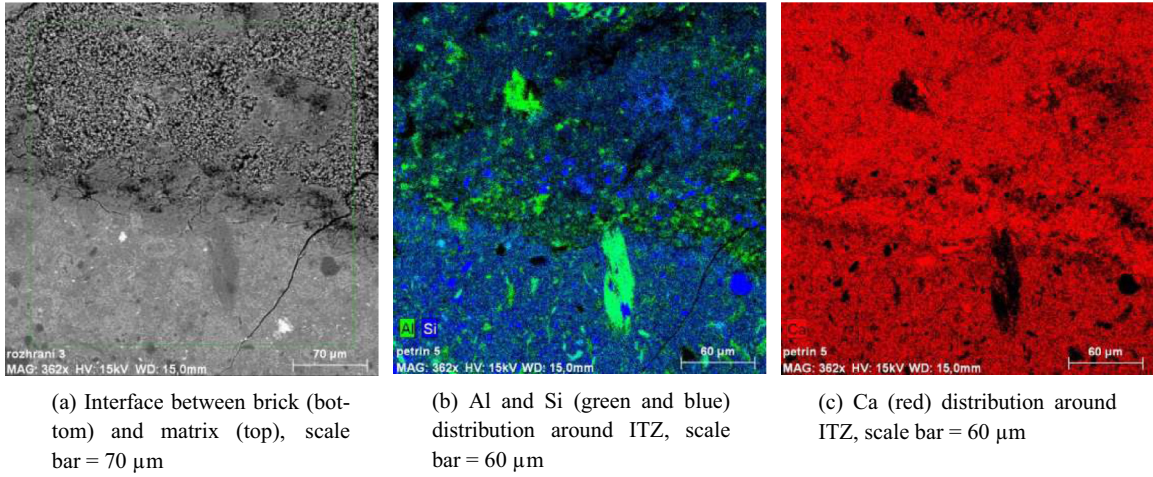 rozhrani 3
70 µm
MAG: 362x HV: 15kV WD: 15,0mm
Al Si
petrin 5
60 µm
MAG: 362x HV: 15kV WD: 15,0mm
Ca
petrin 5
60 µm
MAG: 362x HV: 15kV WD: 15,0mm
(a) Interface between brick (bot-
tom) and matrix (top), scale
bar = 70 µm
(b) Al and Si (green and blue)
distribution around ITZ, scale
bar = 60 µm
(c) Ca (red) distribution around
ITZ, scale bar = 60 µm